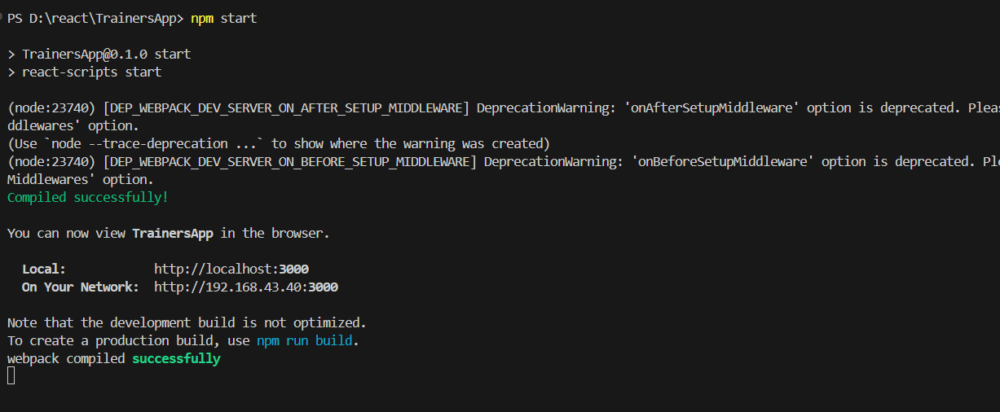 PS D:\react\TrainersApp> npm start
> TrainersApp@0.1.0 start
> react-scripts start
(node:23740) [DEP_WEBPACK_DEV_SERVER_ON_AFTER_SETUP_MIDDLEWARE] DeprecationWarning: 'onAfterSetupMiddleware' option is deprecated. Plea
ddlewares' option.
(Use `node --trace-deprecation ...` to show where the warning was created)
(node:23740) [DEP_WEBPACK_DEV_SERVER_ON_BEFORE_SETUP_MIDDLEWARE] DeprecationWarning: 'onBeforeSetupMiddleware' option is deprecated. Ple
Middlewares' option.
Compiled successfully!
You can now view TrainersApp in the browser.
Local: http://localhost:3000
On Your Network: http://192.168.43.40:3000
Note that the development build is not optimized.
To create a production build, use npm run build.
webpack compiled successfully